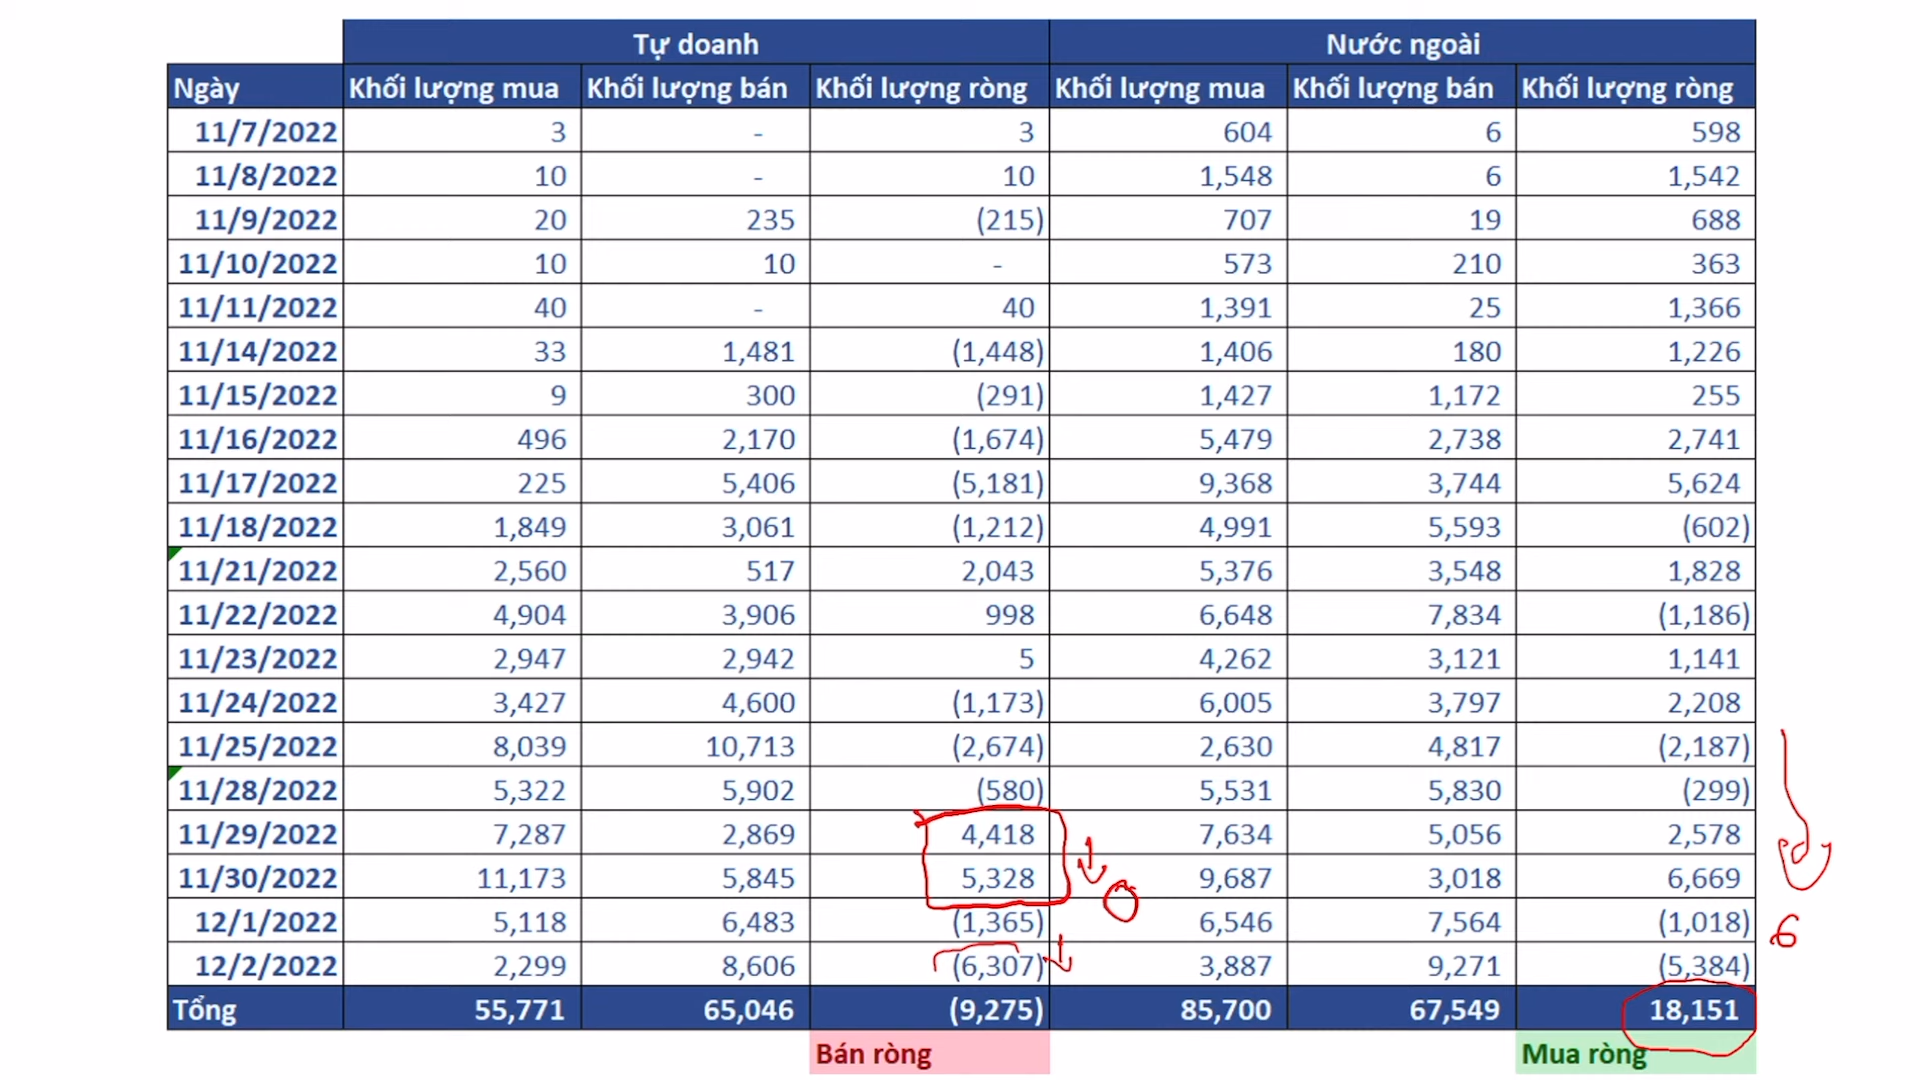 Tự doanh Nước ngoài
Ngày Khối lượng mua Khối lượng bán Khối lượng ròng Khối lượng mua Khối lượng bán Khối lượng ròng
11/7/2022 3 - 3 604 6 598
11/8/2022 10 - 10 1,548 6 1,542
11/9/2022 20 235 (215) 707 19 688
11/10/2022 10 10 - 573 210 363
11/11/2022 40 - 40 1,391 25 1,366
11/14/2022 33 1,481 (1,448) 1,406 180 1,226
11/15/2022 9 300 (291) 1,427 1,172 255
11/16/2022 496 2,170 (1,674) 5,479 2,738 2,741
11/17/2022 225 5,406 (5,181) 9,368 3,744 5,624
11/18/2022 1,849 3,061 (1,212) 4,991 5,593 (602)
11/21/2022 2,560 517 2,043 5,376 3,548 1,828
11/22/2022 4,904 3,906 998 6,648 7,834 (1,186)
11/23/2022 2,947 2,942 5 4,262 3,121 1,141
11/24/2022 3,427 4,600 (1,173) 6,005 3,797 2,208
11/25/2022 8,039 10,713 (2,674) 2,630 4,817 (2,187)
11/28/2022 5,322 5,902 (580) 5,531 5,830 (299)
11/29/2022 7,287 2,869 4,418 7,634 5,056 2,578
11/30/2022 11,173 5,845 5,328 9,687 3,018 6,669
12/1/2022 5,118 6,483 (1,365) 6,546 7,564 (1,018)
12/2/2022 2,299 8,606 (6,307) 3,887 9,271 (5,384)
Tổng 55,771 65,046 (9,275) 85,700 67,549 18,151
Bán ròng Mua ròng